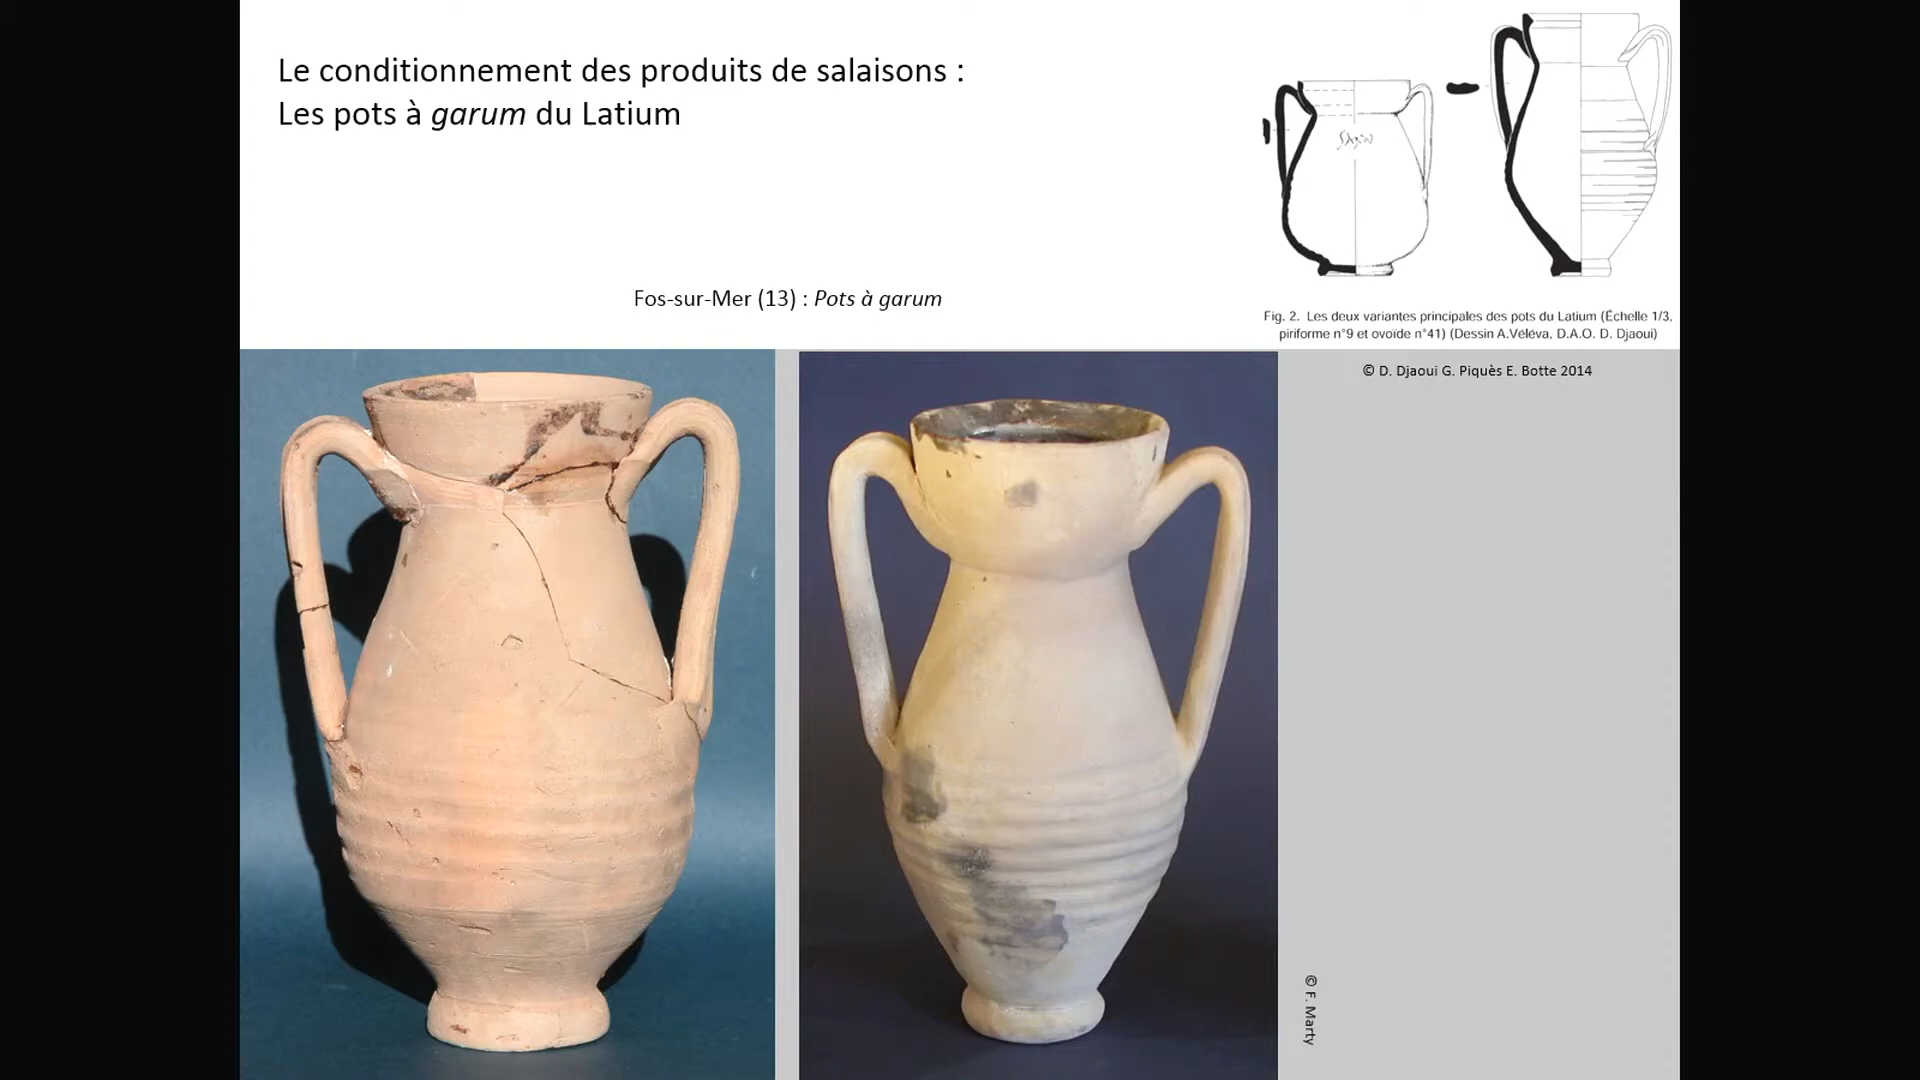 Le conditionnement des produits de salaisons :
Les pots à garum du Latium
Fos-sur-Mer (13) : Pots à garum
Fig. 2. Les deux variantes principales des pots du Latium (Échelle 1/3,
piriforme n°9 et ovoïde n°41) (Dessin A.Véléva, D.A.O. D. Djaoui)
© D. Djaoui G. Piquès E. Botte 2014
© F. Marty